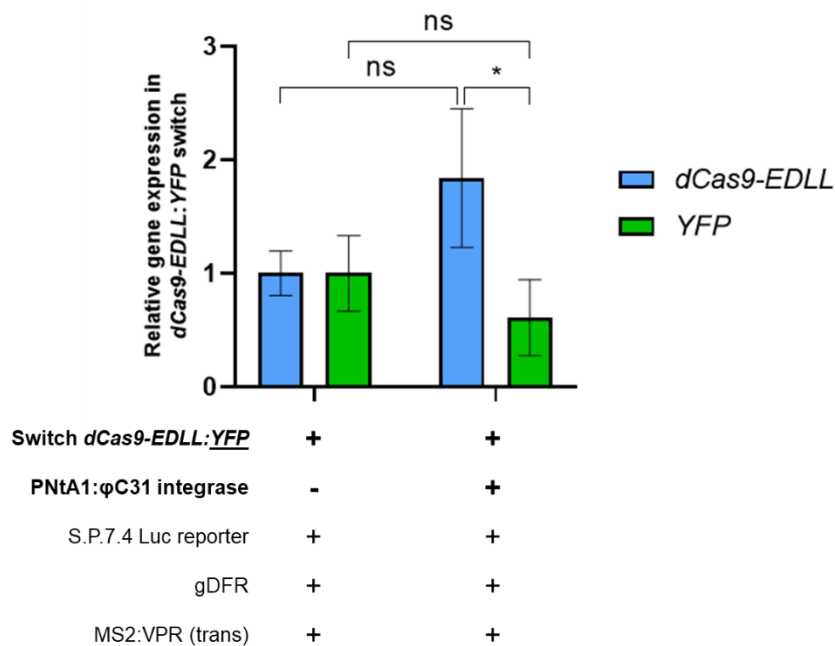 ns
ns
*
3
2
1
0
Relative gene expression in
dCas9-EDLL:YFP switch
dCas9-EDLL
YFP
Switch dCas9-EDLL:YFP + +
PNtA1:φC31 integrase - +
S.P.7.4 Luc reporter + +
gDFR + +
MS2:VPR (trans) + +